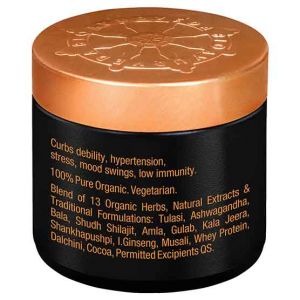 Curbs debility, hypertension,
stress, mood swings, low immunity.
100% Pure Organic. Vegetarian.
Blend of 13 Organic Herbs, Natural Extracts &
Traditional Formulations: Tulasi, Ashwagandha,
Bala, Shudh Shilajit, Amla, Gulab, Kala Jeera,
Shankhapushpi, I.Ginseng, Musali, Whey Protein,
Dalchini, Cocoa, Permitted Excipients QS.